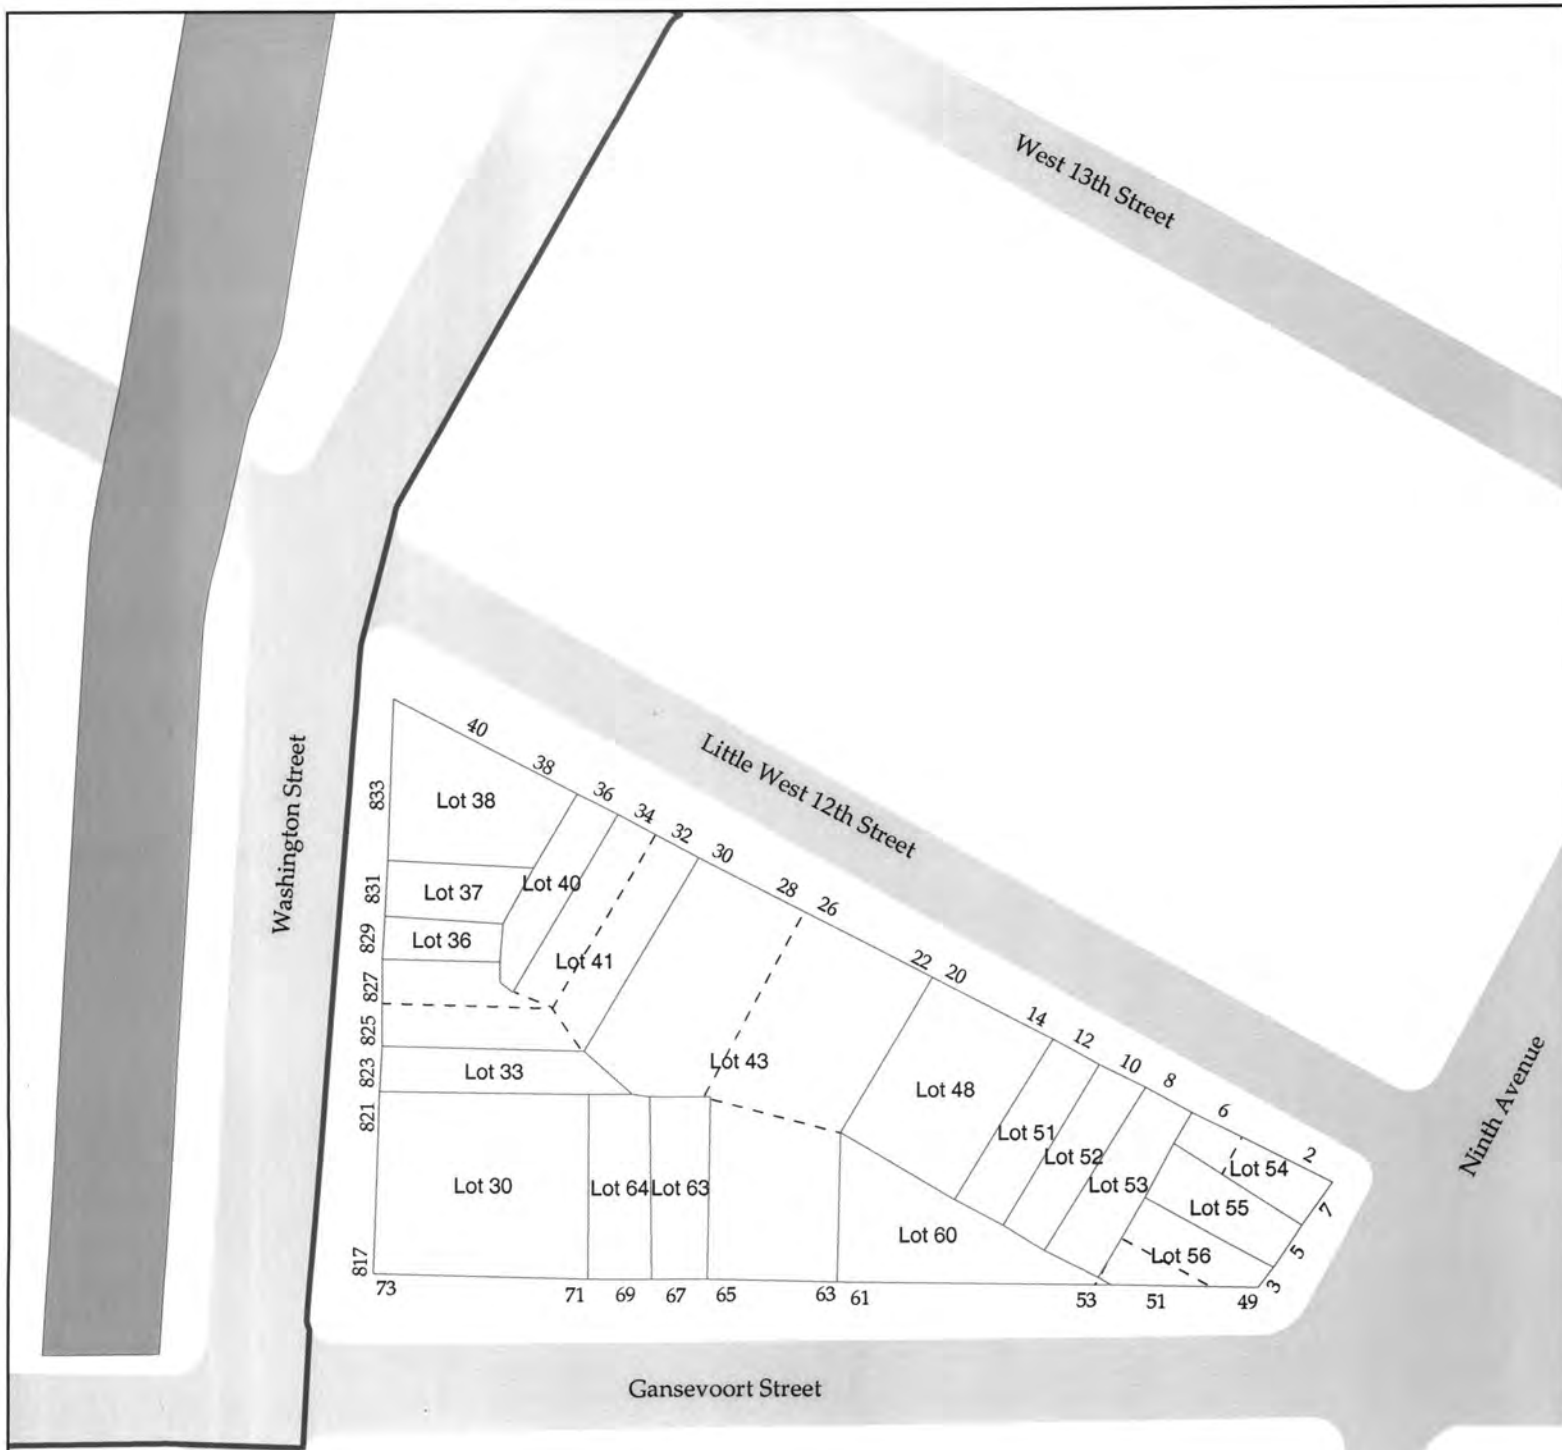 West 13th Street
Little West 12th Street
Washington Street
Ninth Avenue
Gansevoort Street
40
38
36
34
32
30
28
26
22
20
14
12
10
8
6
2
833
831
829
827
825
823
821
817
Lot 38
Lot 37
Lot 40
Lot 36
Lot 41
Lot 33
Lot 43
Lot 48
Lot 51
Lot 52
Lot 53
Lot 54
Lot 55
Lot 56
Lot 30
Lot 64
Lot 63
Lot 60
7
5
3
73
71
69
67
65
63
61
53
51
49